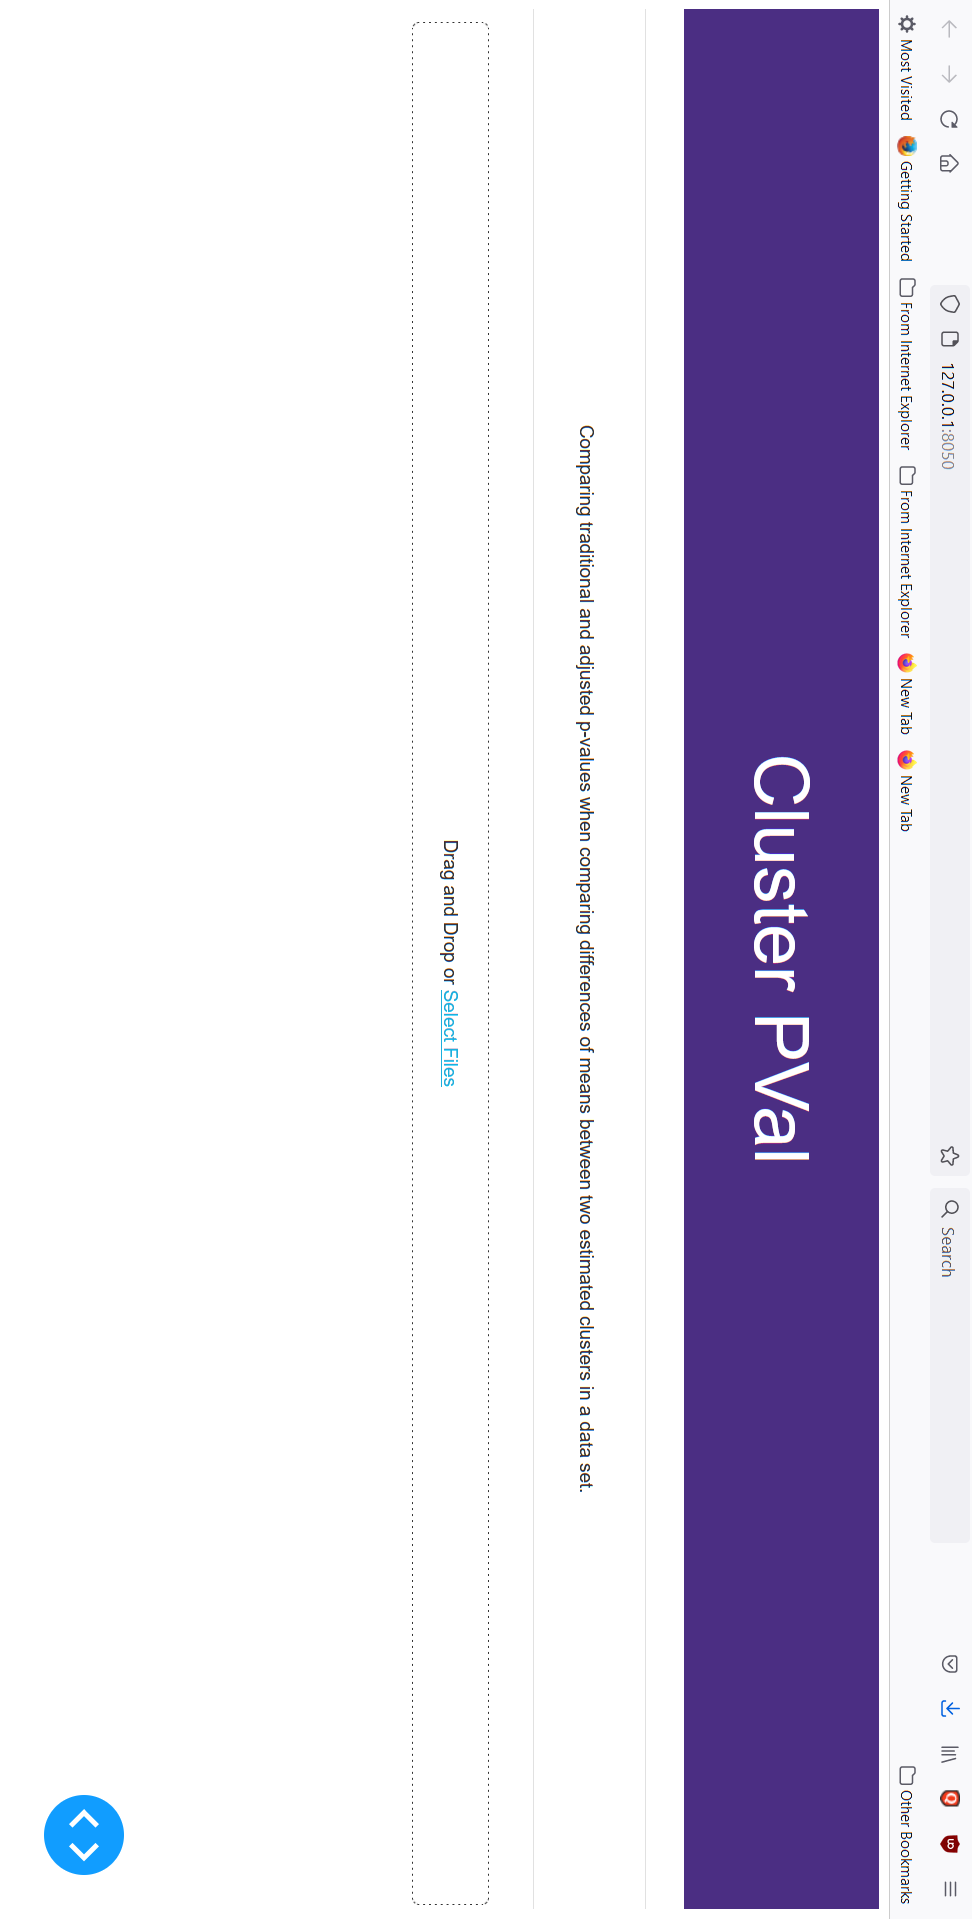 127.0.0.1:8050
Search
Most Visited
Getting Started
From Internet Explorer
From Internet Explorer
New Tab
New Tab
Other Bookmarks
Cluster PVal
Comparing traditional and adjusted p-values when comparing differences of means between two estimated clusters in a data set.
Drag and Drop or Select Files